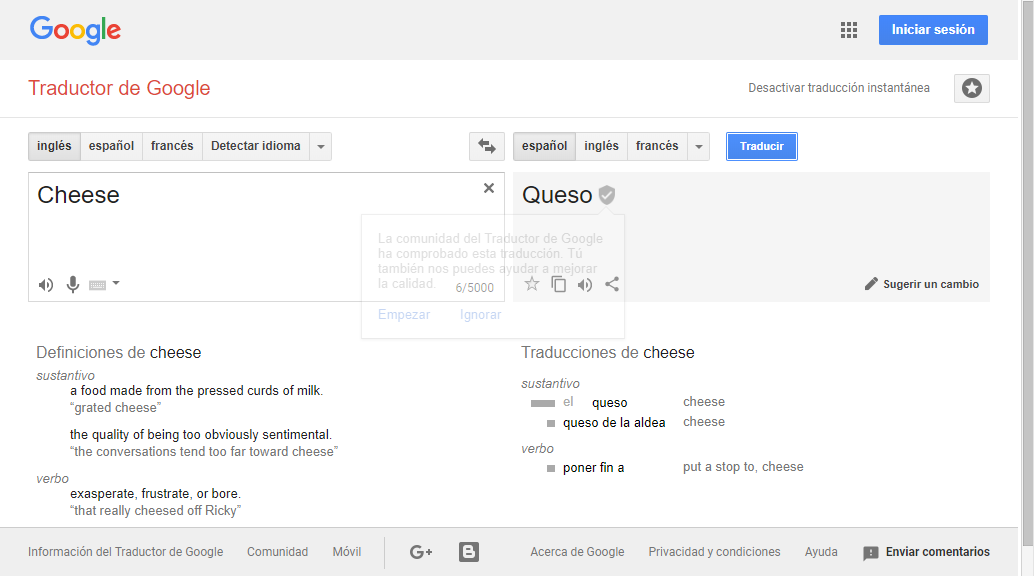 Google
Iniciar sesión
Traductor de Google
Desactivar traducción instantánea
inglés español francés Detectar idioma
español inglés francés Traducir
Cheese
Queso
La comunidad del Traductor de Google
ha comprobado esta traducción. Tú
también nos puedes ayudar a mejorar
la calidad.
6/5000
Empezar Ignorar
Sugerir un cambio
Definiciones de cheese
sustantivo
a food made from the pressed curds of milk.
“grated cheese”
the quality of being too obviously sentimental.
“the conversations tend too far toward cheese”
verbo
exasperate, frustrate, or bore.
“that really cheesed off Ricky”
Traducciones de cheese
sustantivo
el queso cheese
queso de la aldea cheese
verbo
poner fin a put a stop to, cheese
Información del Traductor de Google Comunidad Móvil G+ B Acerca de Google Privacidad y condiciones Ayuda Enviar comentarios